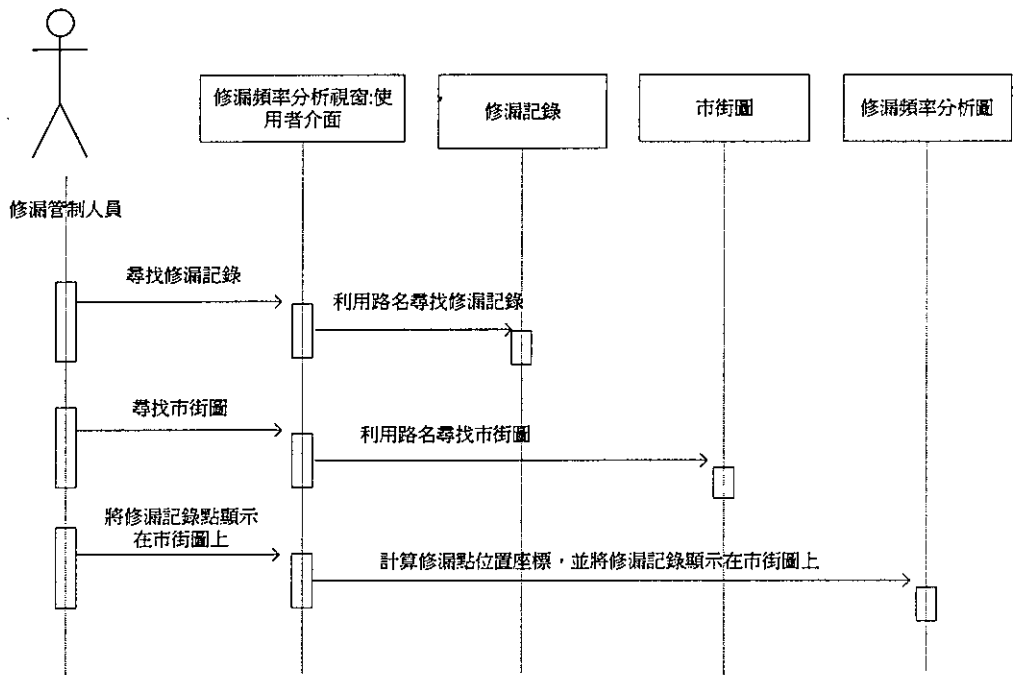 修漏頻率分析視窗:使
用者介面
修漏記錄
市街圖
修漏頻率分析圖
修漏管制人員
尋找修漏記錄
利用路名尋找修漏記錄
尋找市街圖
利用路名尋找市街圖
將修漏記錄點顯示
在市街圖上
計算修漏點位置座標，並將修漏記錄顯示在市街圖上